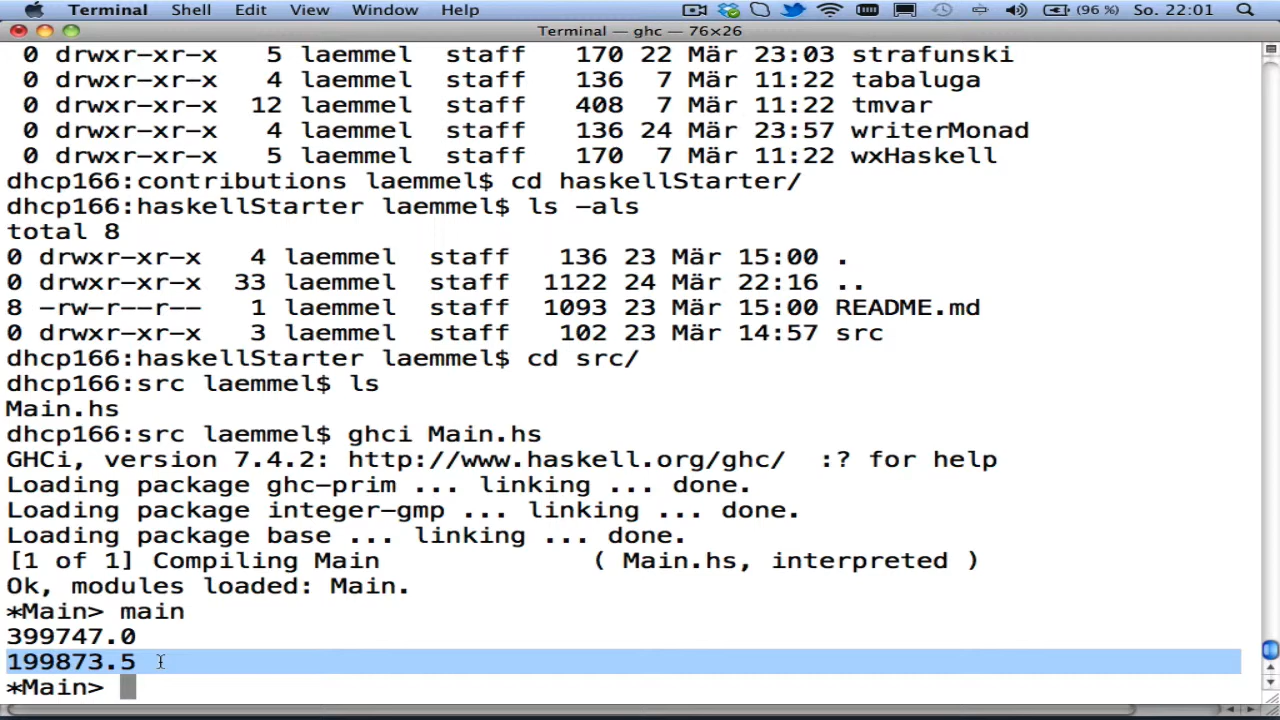 Terminal Shell Edit View Window Help (96 %) So. 22:01
Terminal — ghc — 76×26
0 drwxr-xr-x 5 laemmel staff 170 22 Mär 23:03 strafunski
0 drwxr-xr-x 4 laemmel staff 136 7 Mär 11:22 tabaluga
0 drwxr-xr-x 12 laemmel staff 408 7 Mär 11:22 tmvar
0 drwxr-xr-x 4 laemmel staff 136 24 Mär 23:57 writerMonad
0 drwxr-xr-x 5 laemmel staff 170 7 Mär 11:22 wxHaskell
dhcp166:contributions laemmel$ cd haskellStarter/
dhcp166:haskellStarter laemmel$ ls -als
total 8
0 drwxr-xr-x 4 laemmel staff 136 23 Mär 15:00 .
0 drwxr-xr-x 33 laemmel staff 1122 24 Mär 22:16 ..
8 -rw-r--r-- 1 laemmel staff 1093 23 Mär 15:00 README.md
0 drwxr-xr-x 3 laemmel staff 102 23 Mär 14:57 src
dhcp166:haskellStarter laemmel$ cd src/
dhcp166:src laemmel$ ls
Main.hs
dhcp166:src laemmel$ ghci Main.hs
GHCi, version 7.4.2: http://www.haskell.org/ghc/ :? for help
Loading package ghc-prim ... linking ... done.
Loading package integer-gmp ... linking ... done.
Loading package base ... linking ... done.
[1 of 1] Compiling Main ( Main.hs, interpreted )
Ok, modules loaded: Main.
*Main> main
399747.0
199873.5
*Main>